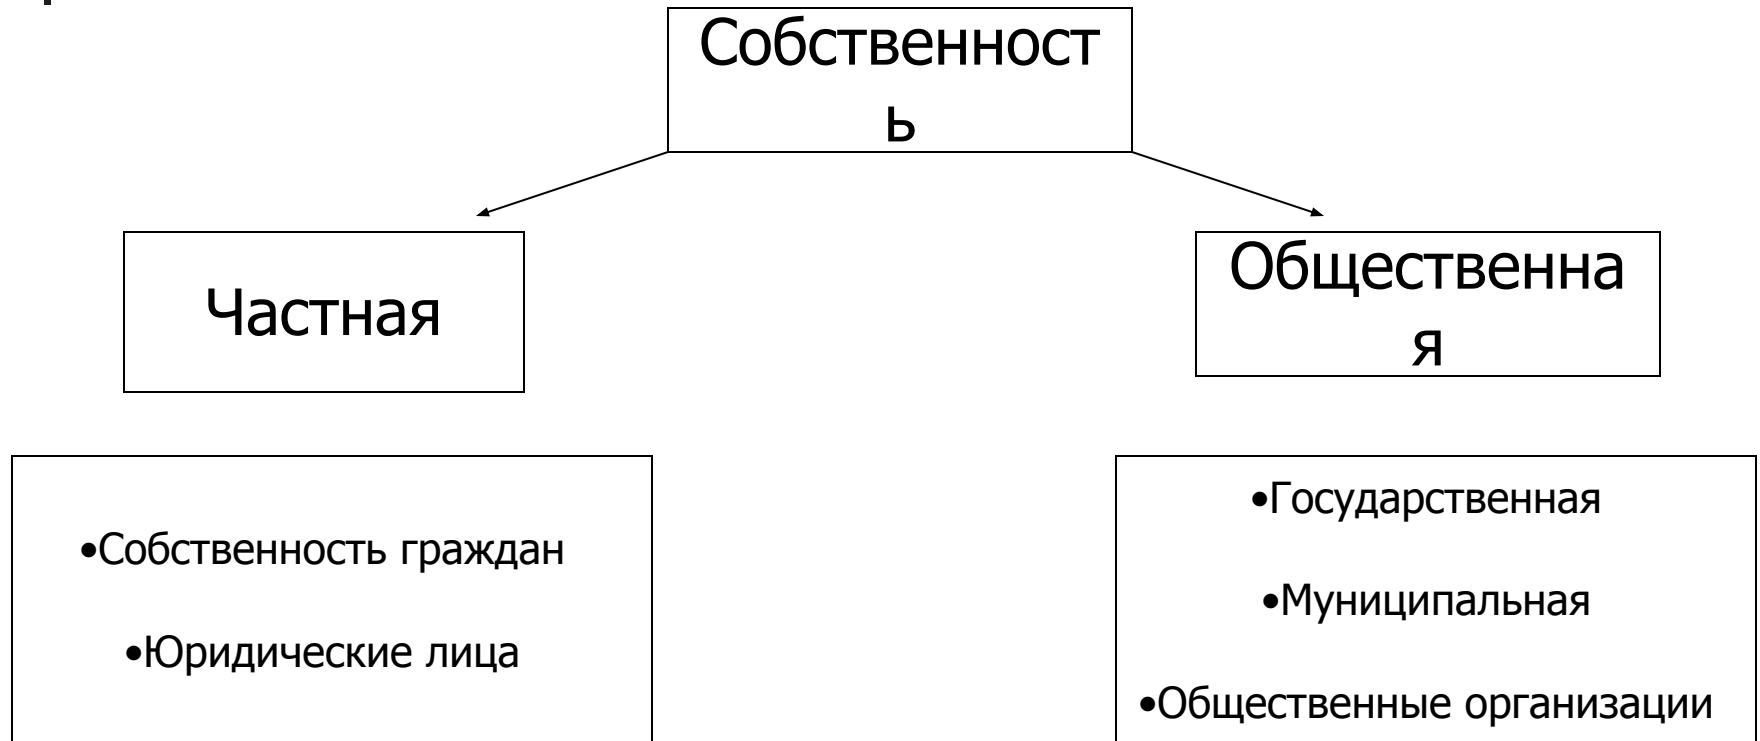 Собственност
ь
Частная
Общественна
я
•Собственность граждан
•Юридические лица
•Государственная
•Муниципальная
•Общественные организации